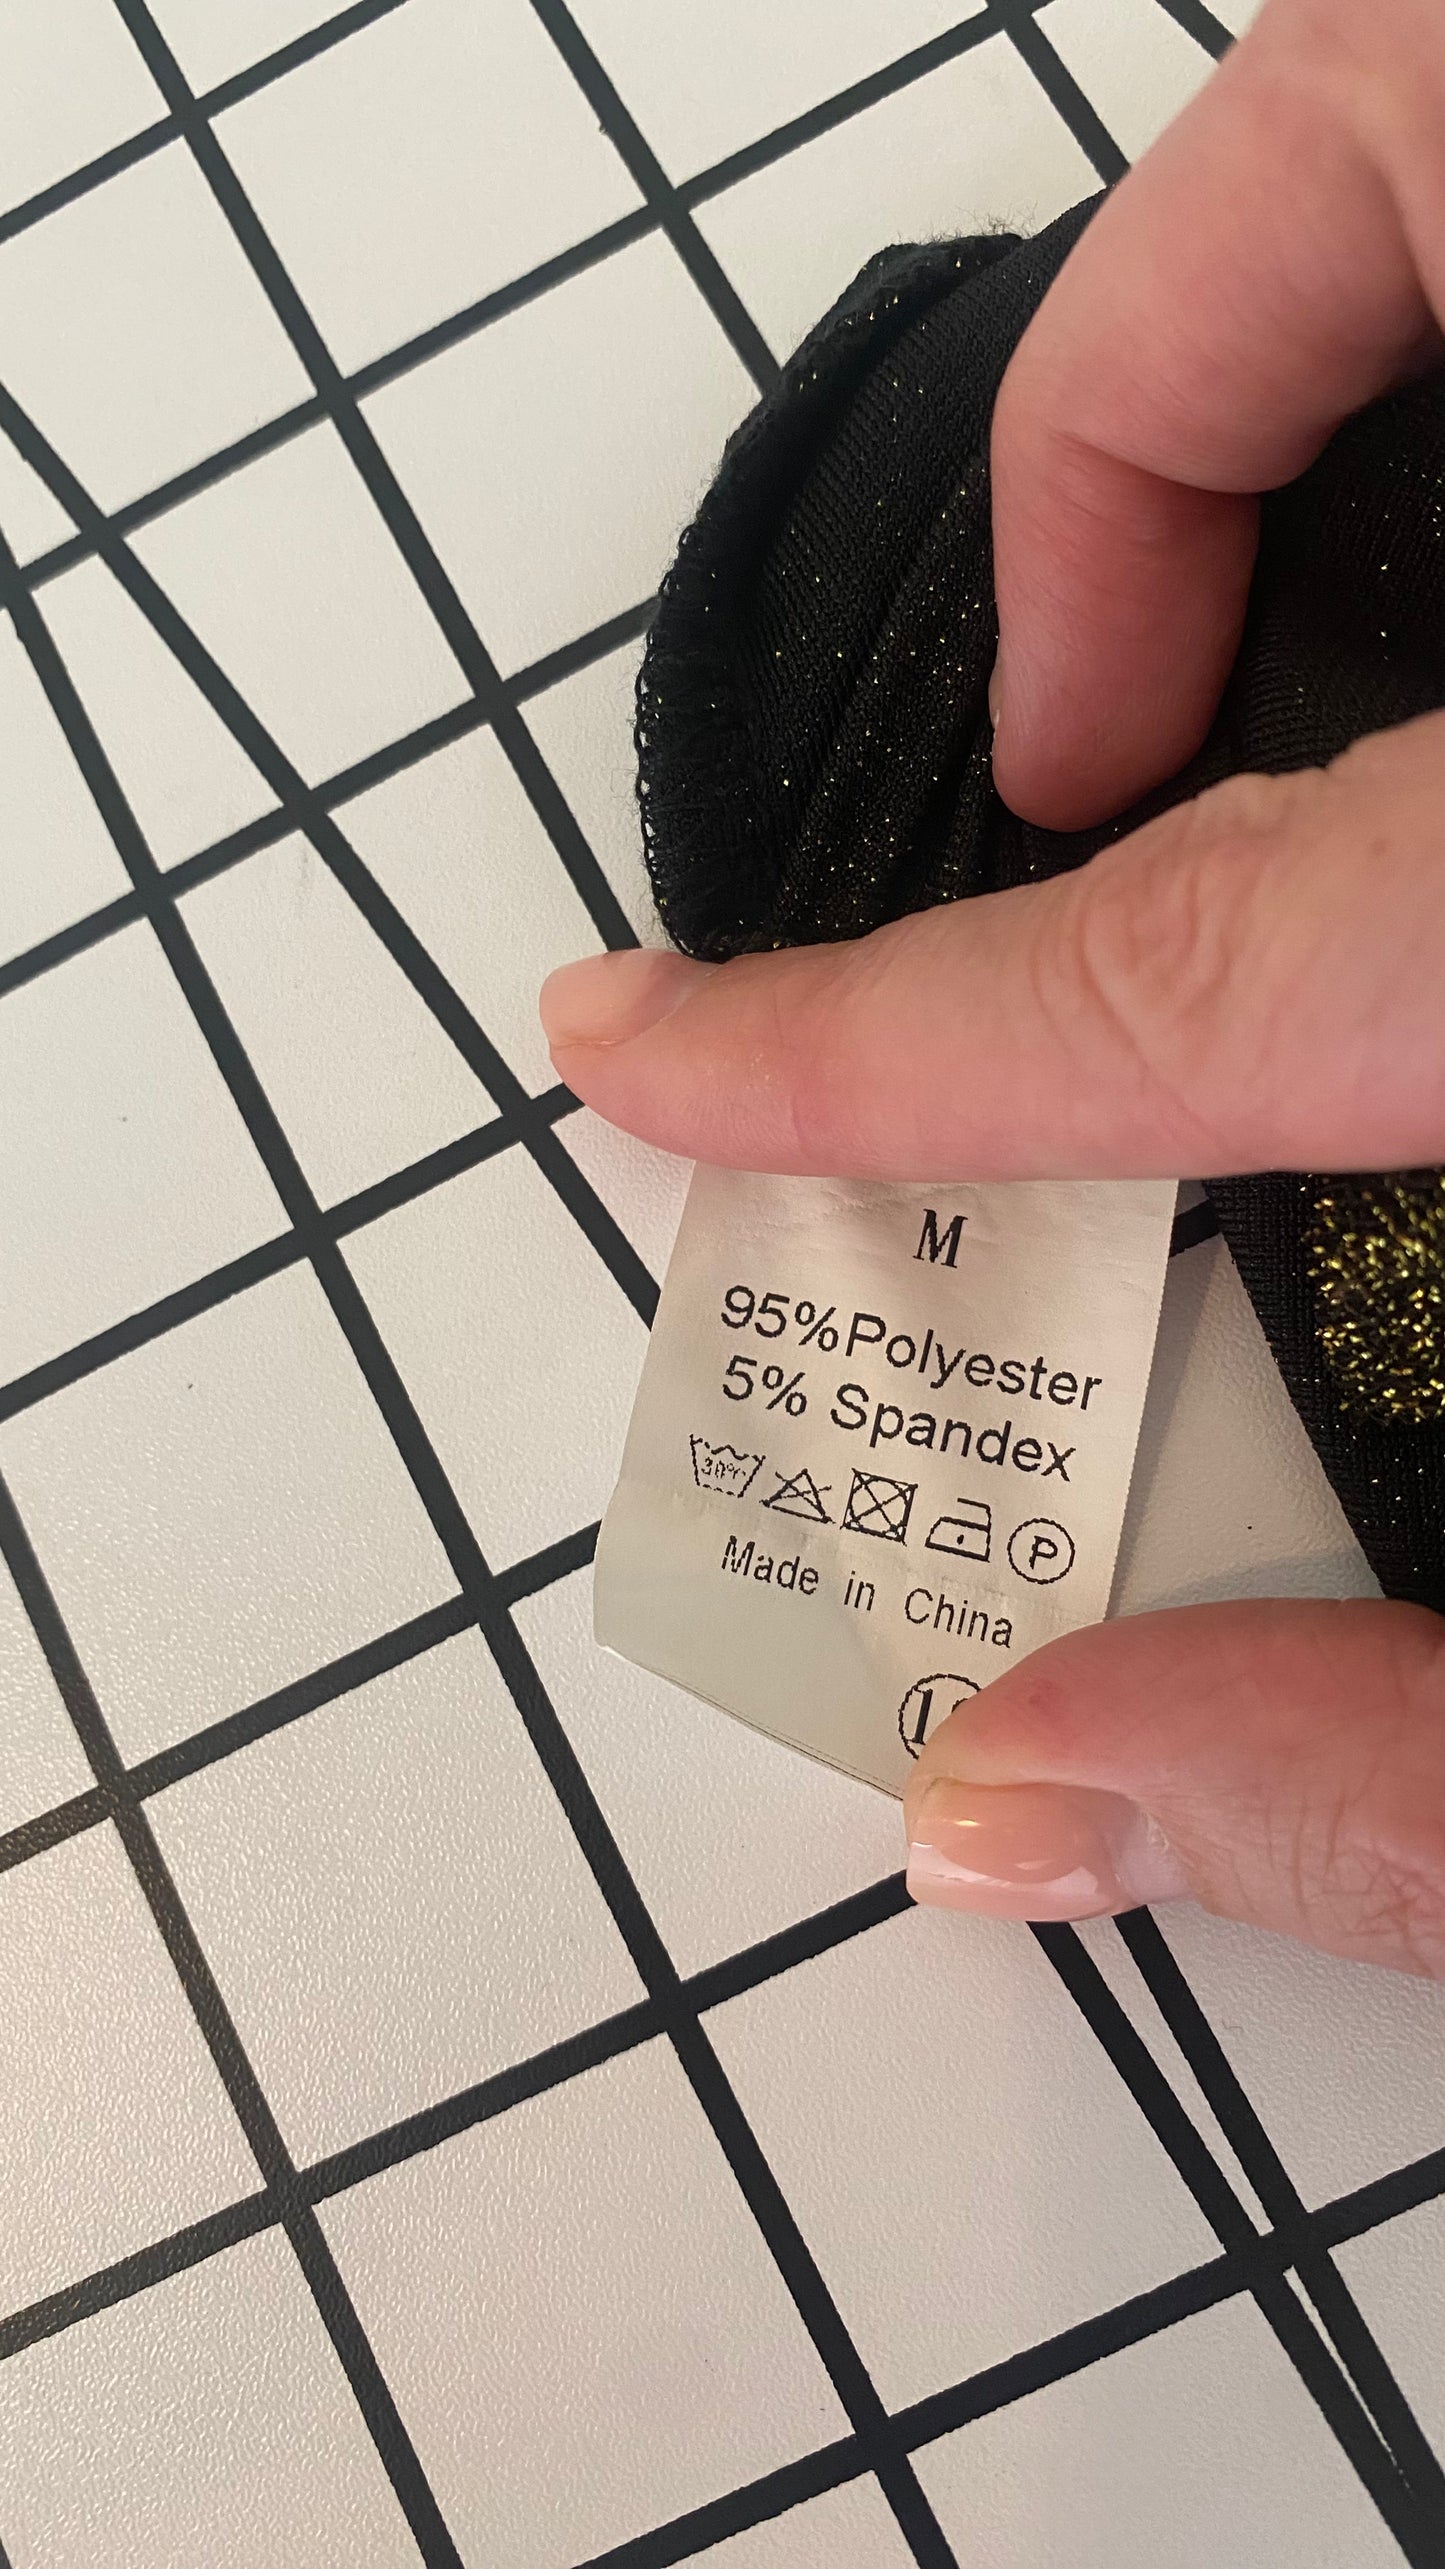 M
95%Polyester
5% Spandex
30℃ P
Made in China